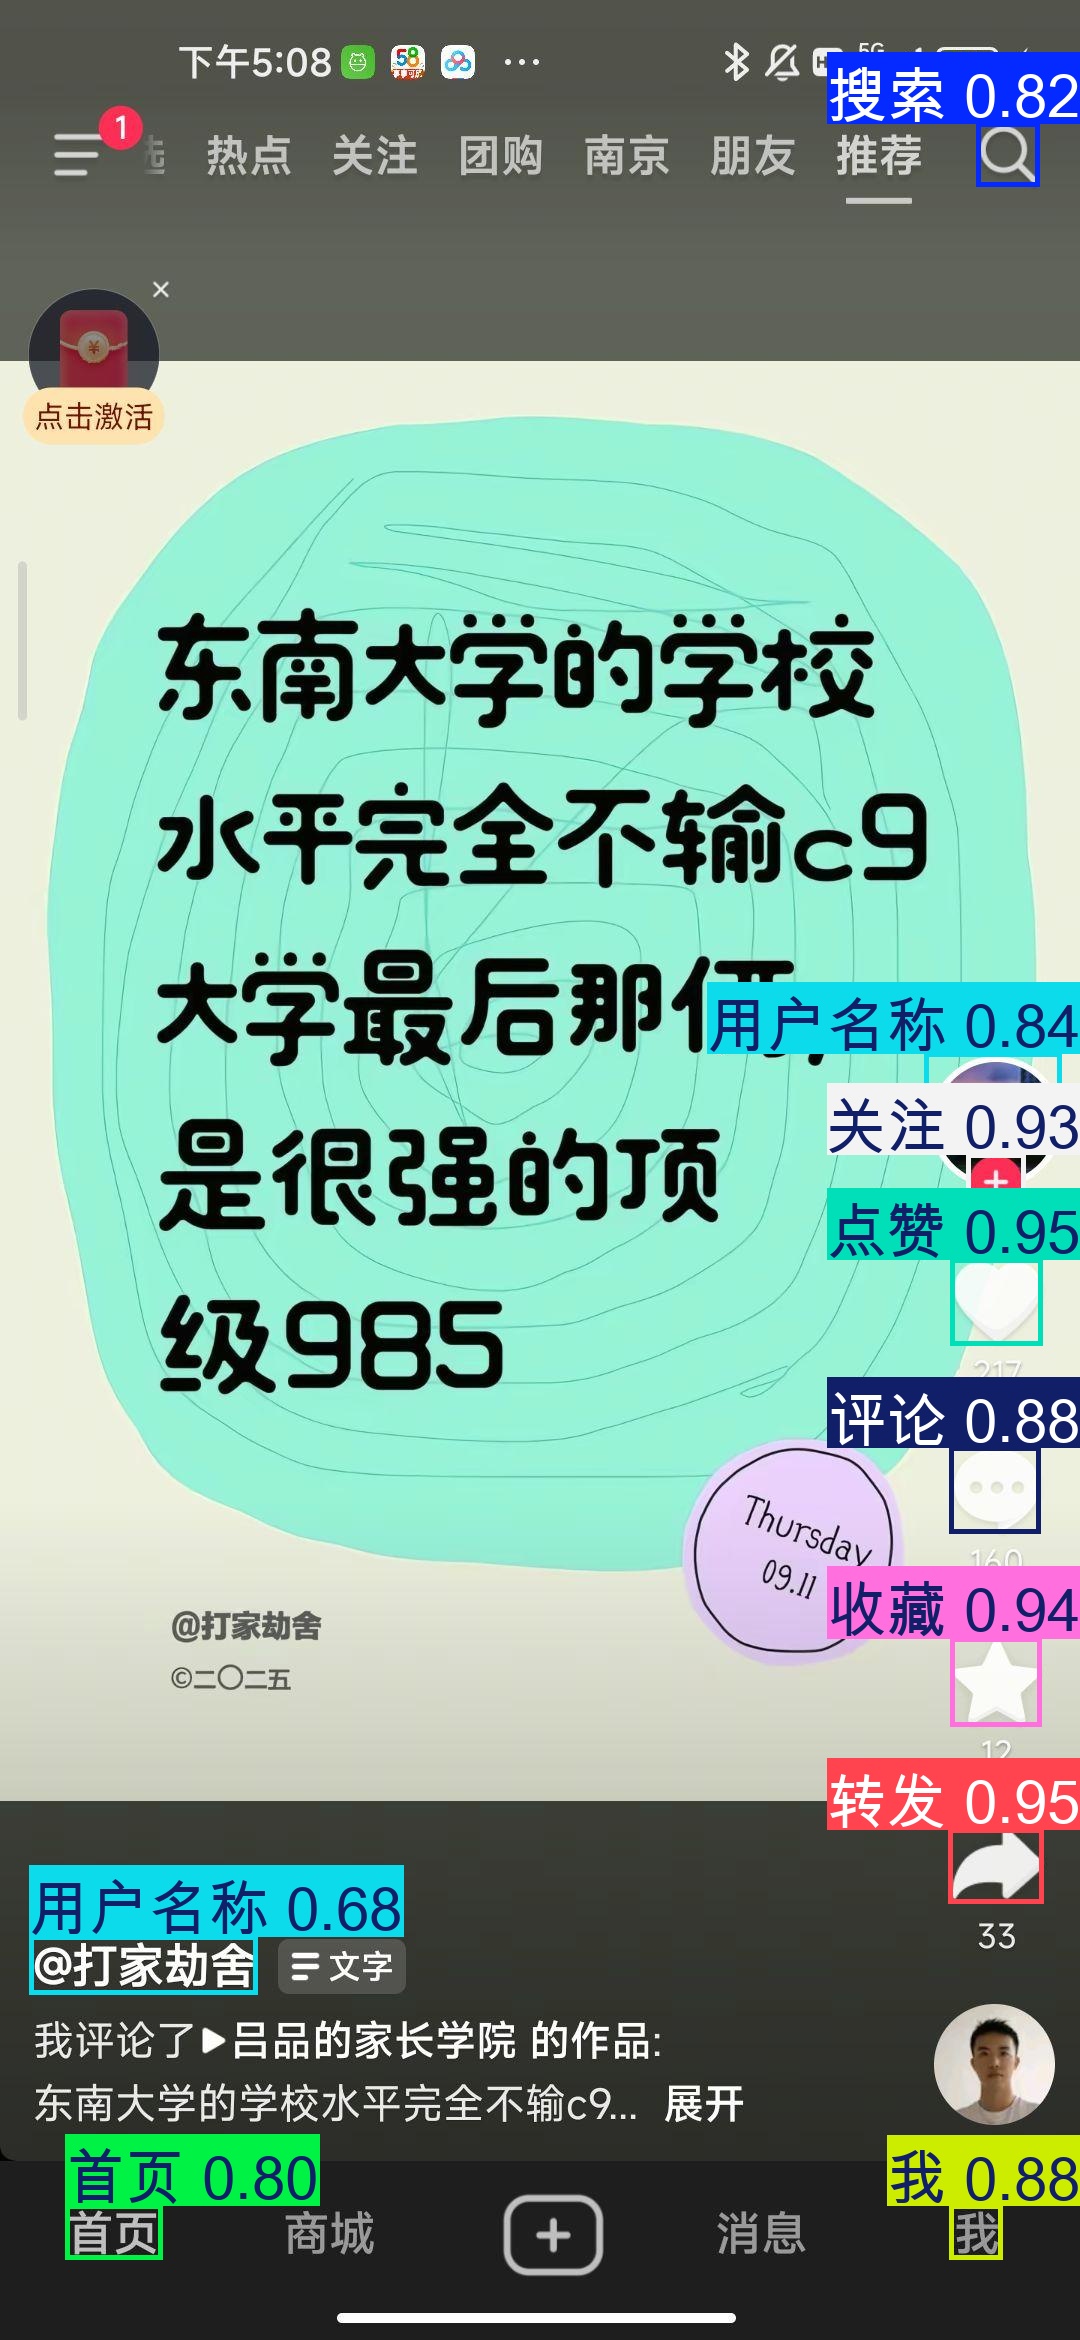 下午5:08
58
...
5G
搜索 0.82
1
热点 关注 团购 南京 朋友 推荐
点击激活
东南大学的学校
水平完全不输c9
大学最后那
用户名称 0.84
关注 0.93
是很强的顶
点赞 0.95
级985
217
评论 0.88
160
Thursday
09.11
收藏 0.94
@打家劫舍
©二〇二五
12
转发 0.95
33
用户名称 0.68
@打家劫舍 文字
我评论了▶吕品的家长学院 的作品:
东南大学的学校水平完全不输c9... 展开
首页 0.80
我 0.88
首页 商城 消息 我